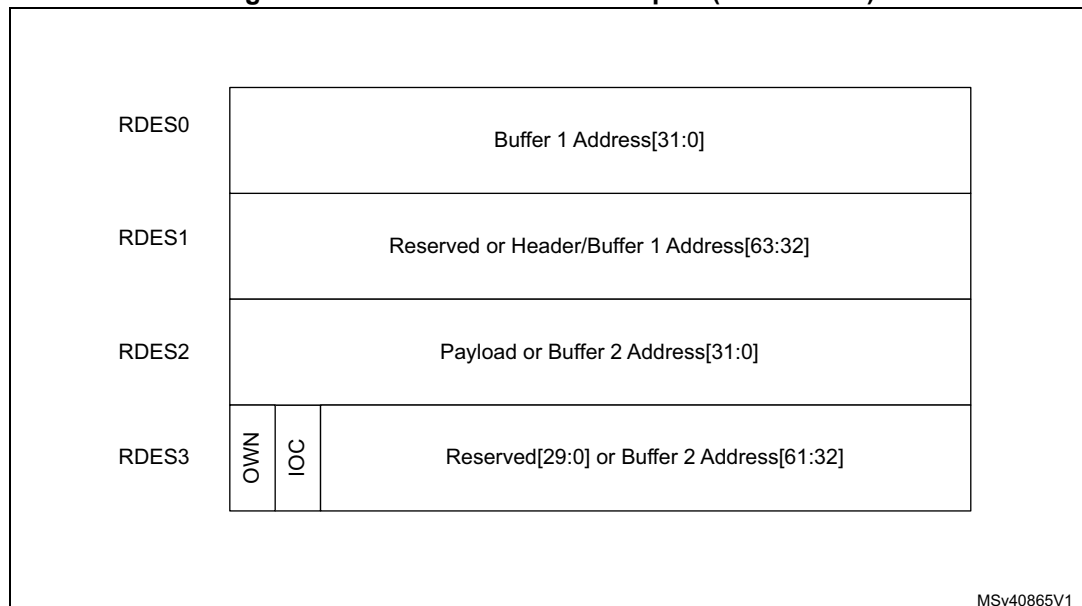 RDES0
Buffer 1 Address[31:0]
RDES1
Reserved or Header/Buffer 1 Address[63:32]
RDES2
Payload or Buffer 2 Address[31:0]
RDES3
OWN
IOC
Reserved[29:0] or Buffer 2 Address[61:32]
MSv40865V1